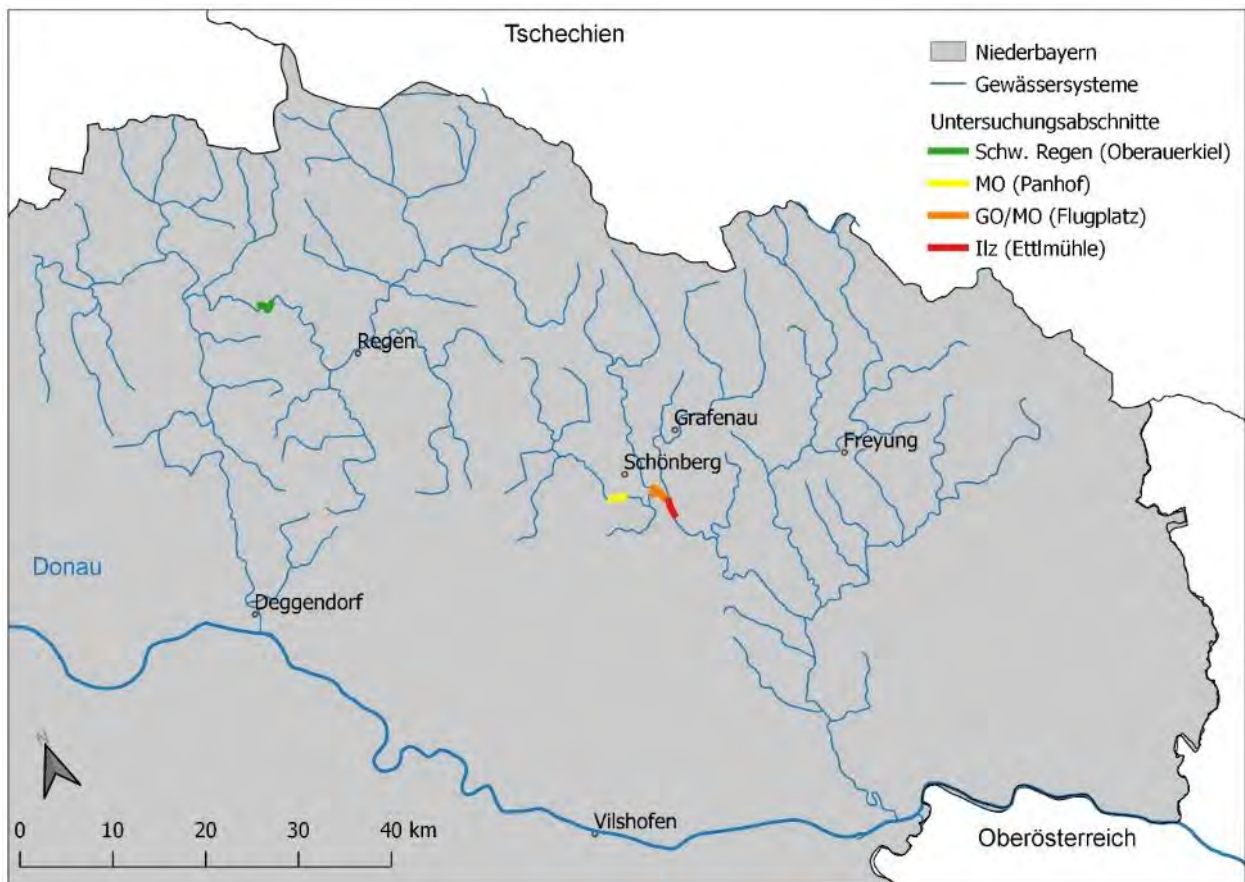 Tschechien
Niederbayern
Gewässersysteme
Untersuchungsabschnitte
Schw. Regen (Oberauerkiel)
MO (Panhof)
GO/MO (Flugplatz)
Ilz (Ettlmühle)
Regen
Grafenau
Freyung
Schönberg
Donau
Deggendorf
N
0 10 20 30 40 km
Vilshofen
Oberösterreich